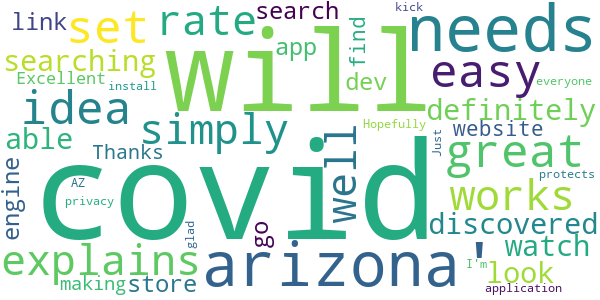 kick
link set rate search needs
searching will app find easy
Excellent install dev everyone
idea definitely
able simply Hopefully website
Thanks well Just great
engine covid protects
AZ works
privacy discovered
explains glad go arizona ' watch
making store I'm look
application